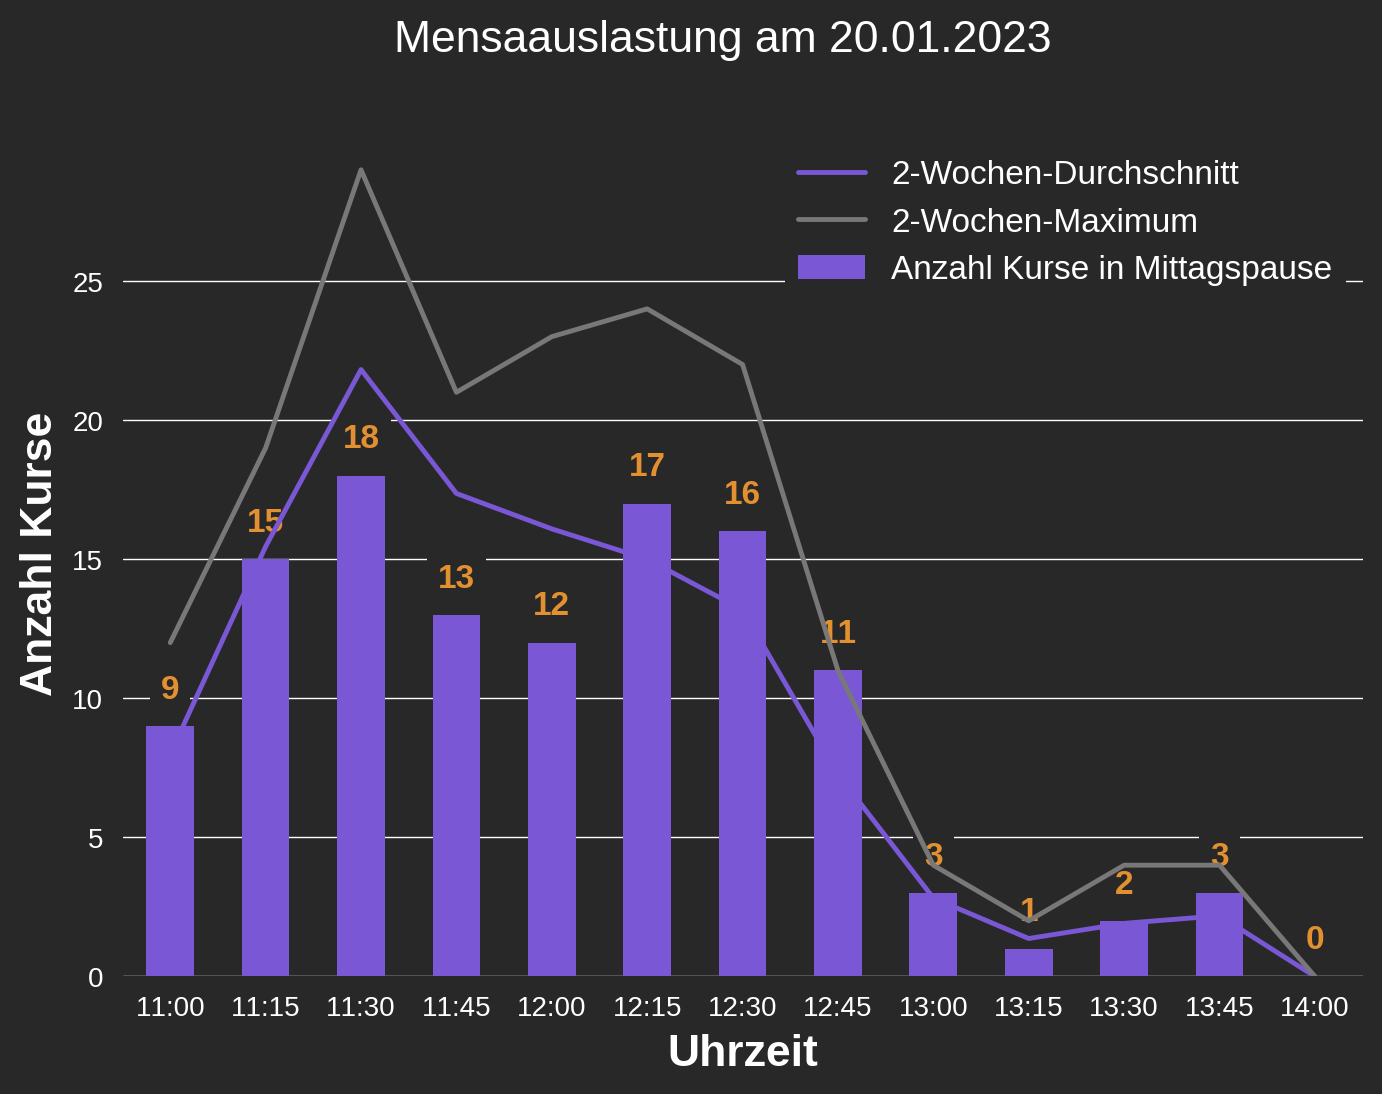 Mensaauslastung am 20.01.2023
2-Wochen-Durchschnitt
2-Wochen-Maximum
Anzahl Kurse in Mittagspause
Anzahl Kurse
25
20
15
10
5
0
9
15
18
13
12
17
16
11
3
1
2
3
0
11:00 11:15 11:30 11:45 12:00 12:15 12:30 12:45 13:00 13:15 13:30 13:45 14:00
Uhrzeit